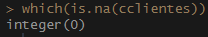 > which(is.na(cclientes))
integer(0)